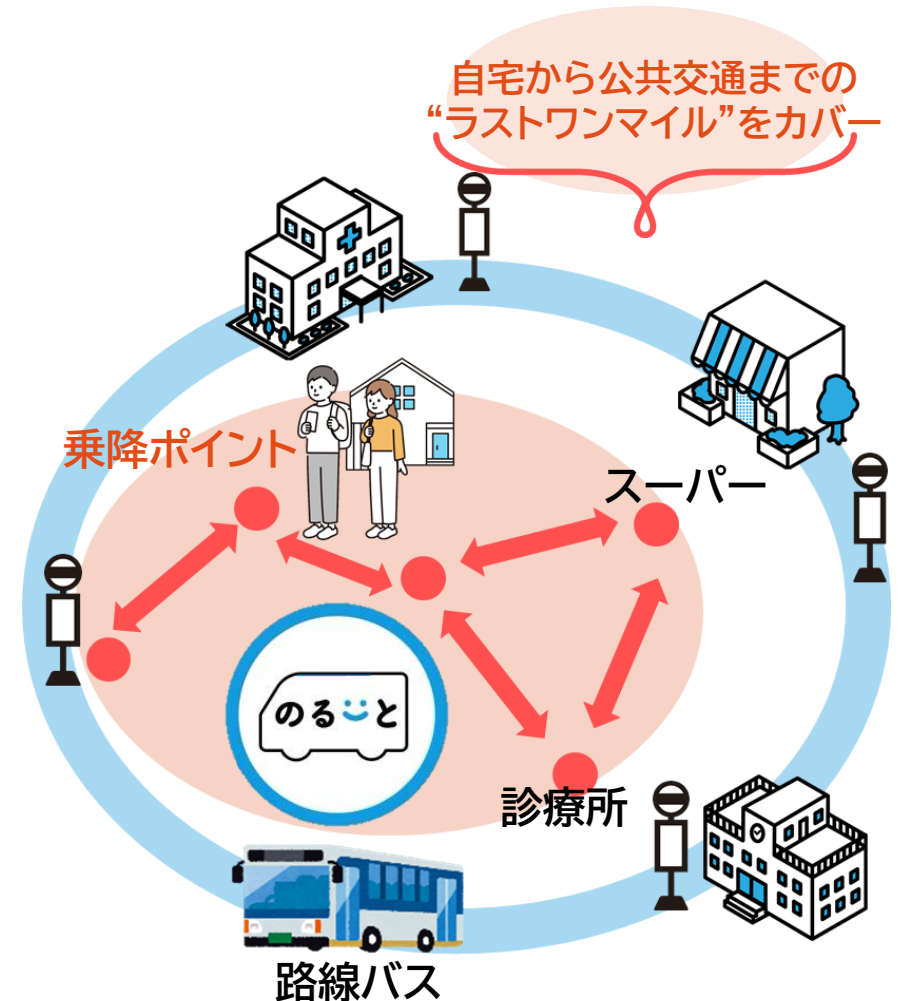 自宅から公共交通までの
“ラストワンマイル”をカバー
乗降ポイント
スーパー
のるーと
診療所
路線バス